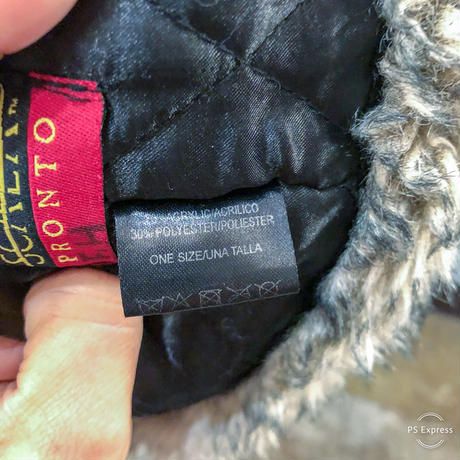 PRONTO
ACRYLIC/ACRILICO
30% POLYESTER/POLIESTER
ONE SIZE/UNA TALLA
PS Express